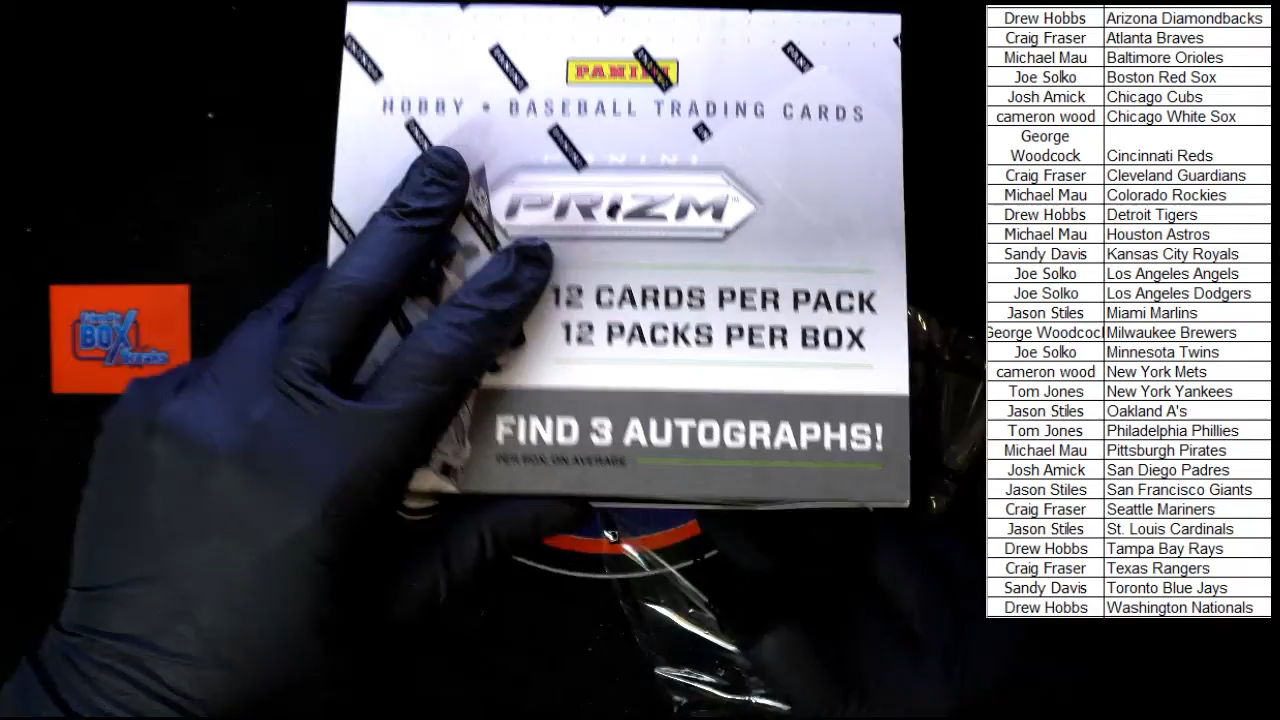 PANINI
HOBBY • BASEBALL TRADING CARDS
PANINI
PRIZM
12 CARDS PER PACK
12 PACKS PER BOX
FIND 3 AUTOGRAPHS!
PER BOX, ON AVERAGE
BOX
Drew Hobbs Arizona Diamondbacks
Craig Fraser Atlanta Braves
Michael Mau Baltimore Orioles
Joe Solko Boston Red Sox
Josh Amick Chicago Cubs
cameron wood Chicago White Sox
George
Woodcock Cincinnati Reds
Craig Fraser Cleveland Guardians
Michael Mau Colorado Rockies
Drew Hobbs Detroit Tigers
Michael Mau Houston Astros
Sandy Davis Kansas City Royals
Joe Solko Los Angeles Angels
Joe Solko Los Angeles Dodgers
Jason Stiles Miami Marlins
George Woodcock Milwaukee Brewers
Joe Solko Minnesota Twins
cameron wood New York Mets
Tom Jones New York Yankees
Jason Stiles Oakland A's
Tom Jones Philadelphia Phillies
Michael Mau Pittsburgh Pirates
Josh Amick San Diego Padres
Jason Stiles San Francisco Giants
Craig Fraser Seattle Mariners
Jason Stiles St. Louis Cardinals
Drew Hobbs Tampa Bay Rays
Craig Fraser Texas Rangers
Sandy Davis Toronto Blue Jays
Drew Hobbs Washington Nationals